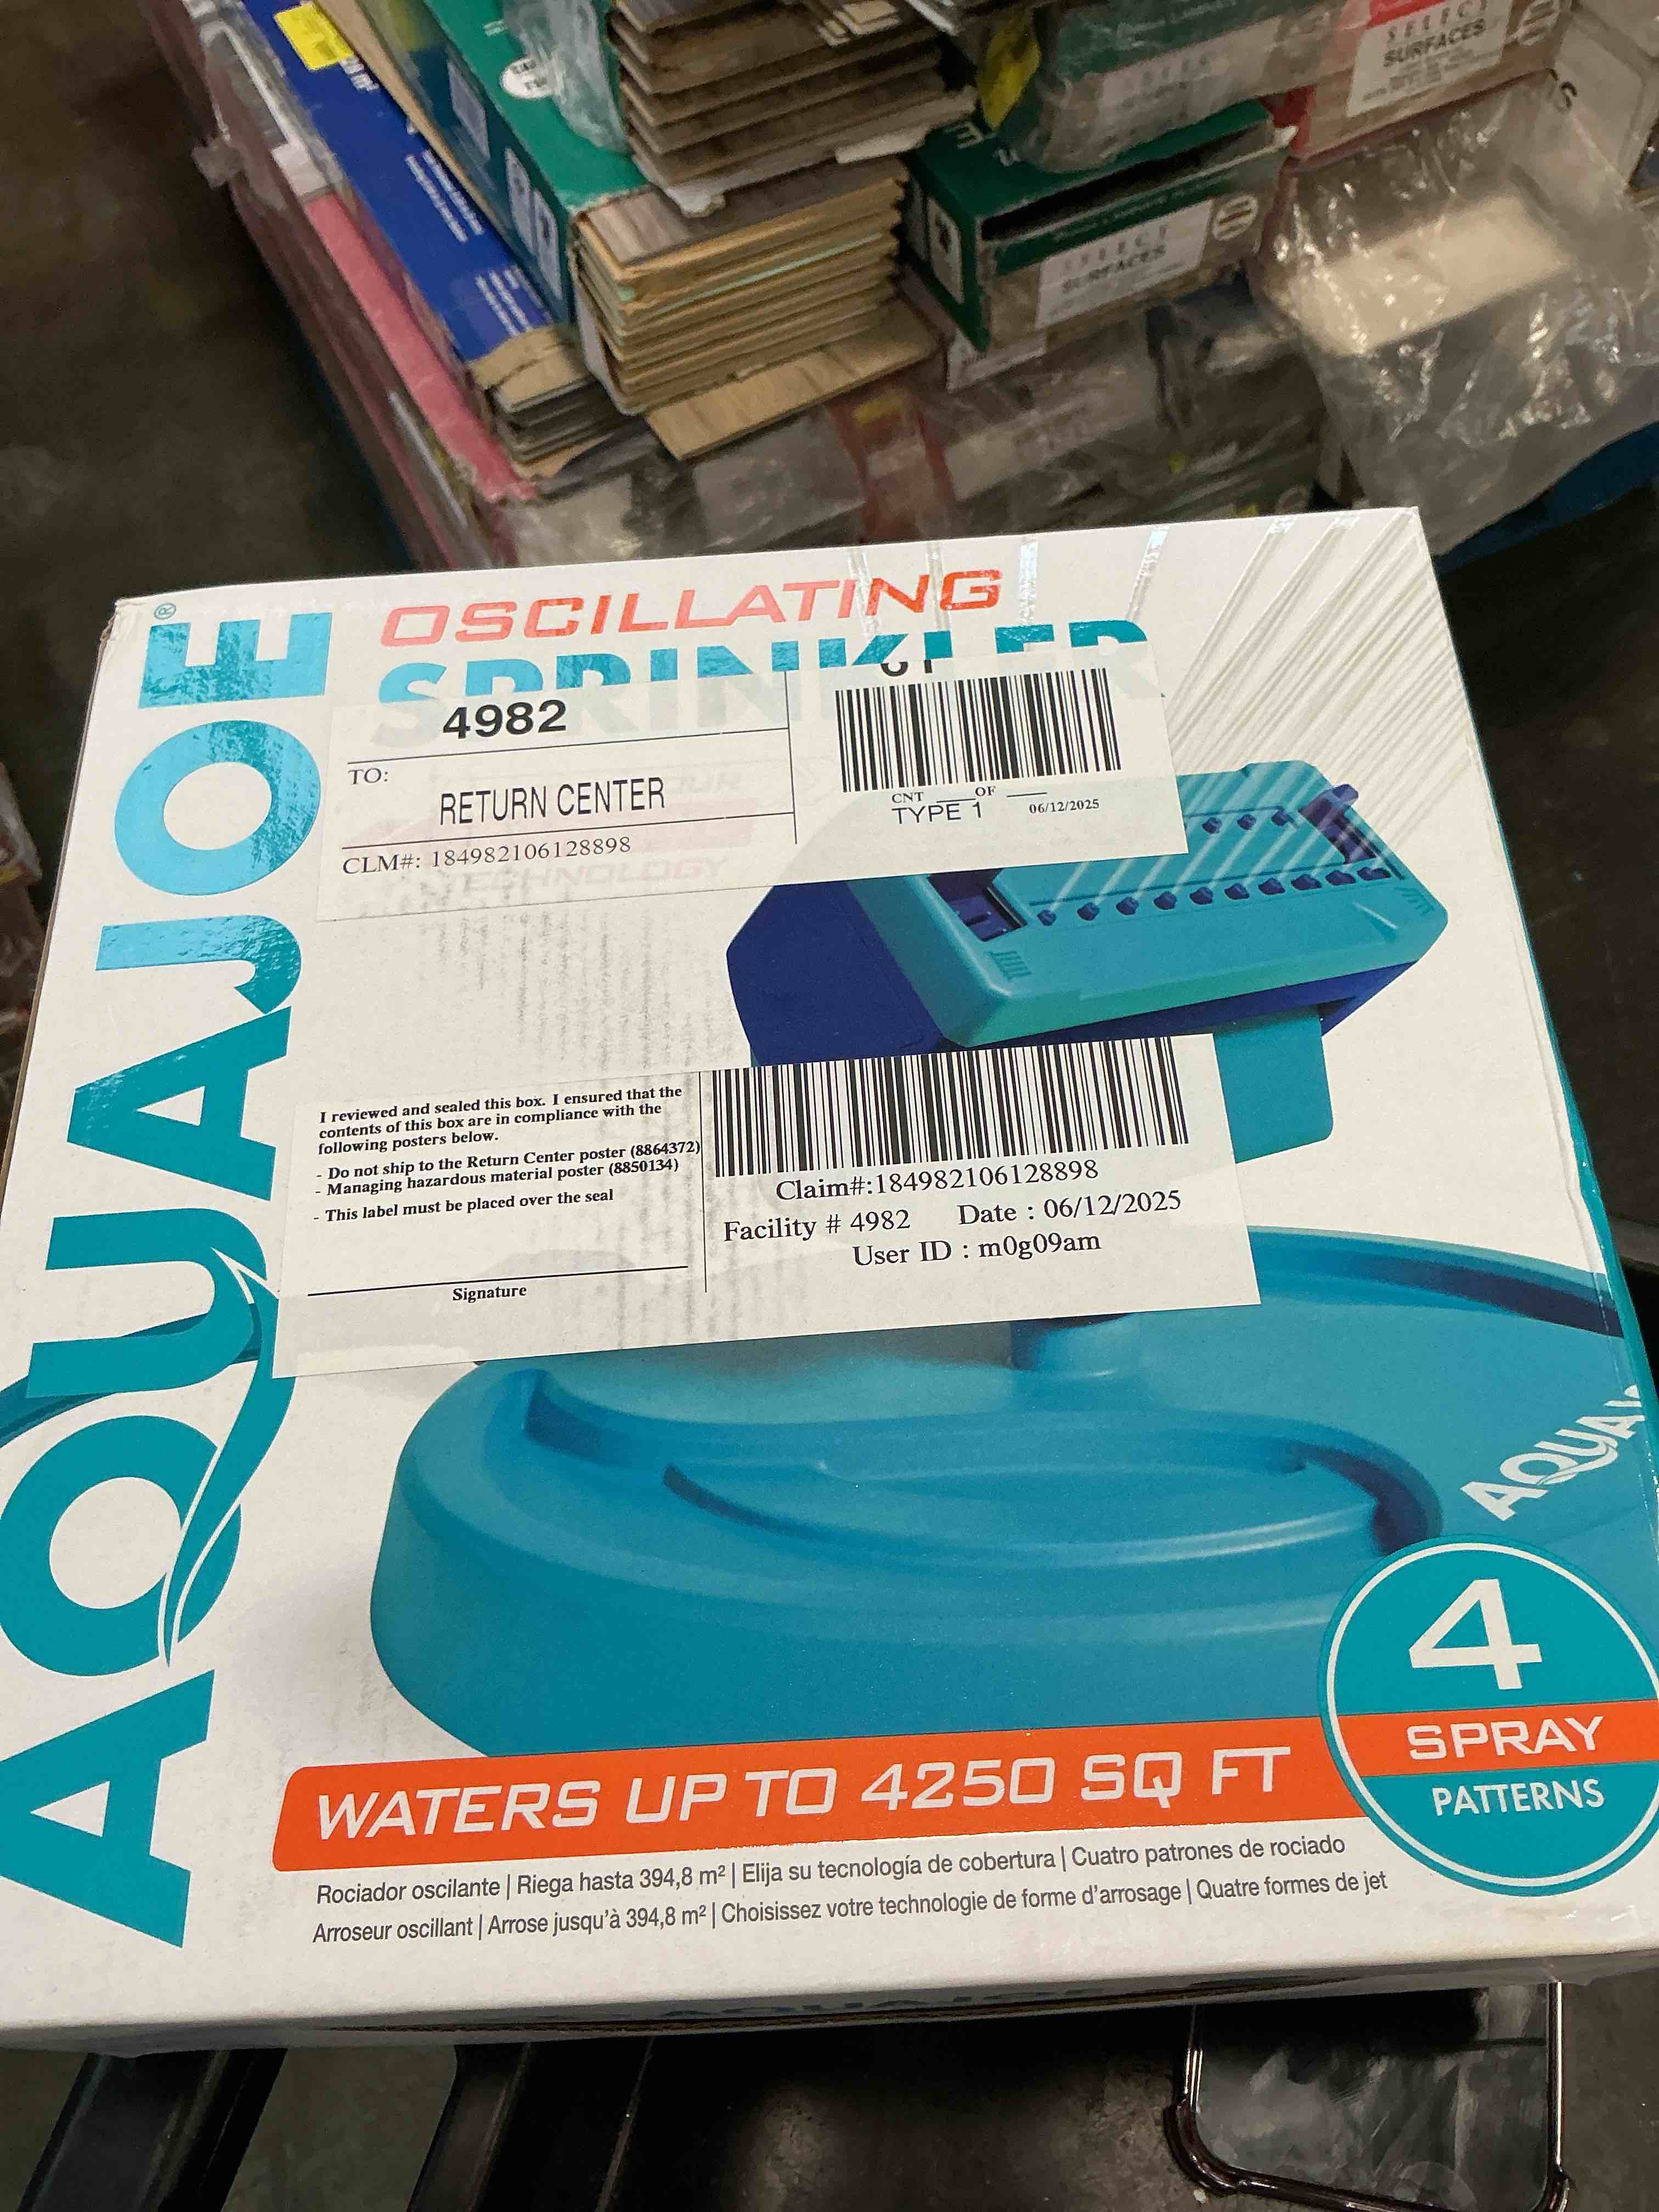 SELECT
SURFACES
SELECT
SURFACES
AQUAJOE®
OSCILLATING
SPRINKLER
4982
TO:
RETURN CENTER
CLM#: 184982106128898
CNT ___ OF ___
TYPE 1 06/12/2025
TECHNOLOGY
I reviewed and sealed this box. I ensured that the
contents of this box are in compliance with the
following posters below.
- Do not ship to the Return Center poster (8864372)
- Managing hazardous material poster (8850134)
- This label must be placed over the seal
Signature
Claim#:184982106128898
Facility # 4982 Date : 06/12/2025
User ID : m0g09am
4
SPRAY
PATTERNS
WATERS UP TO 4250 SQ FT
Rociador oscilante | Riega hasta 394,8 m² | Elija su tecnología de cobertura | Cuatro patrones de rociado
Arroseur oscillant | Arrose jusqu'à 394,8 m² | Choisissez votre technologie de forme d'arrosage | Quatre formes de jet